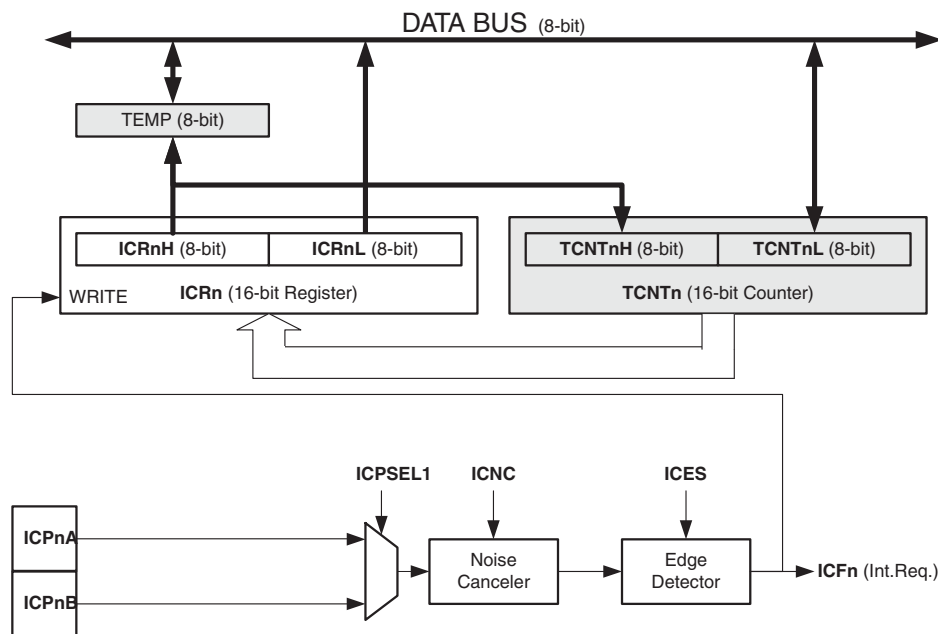 DATA BUS (8-bit)
TEMP (8-bit)
ICRnH (8-bit)
ICRnL (8-bit)
TCNTnH (8-bit)
TCNTnL (8-bit)
WRITE
ICRn (16-bit Register)
TCNTn (16-bit Counter)
ICPSEL1
ICNC
ICES
ICPnA
ICPnB
Noise
Canceler
Edge
Detector
ICFn (Int.Req.)